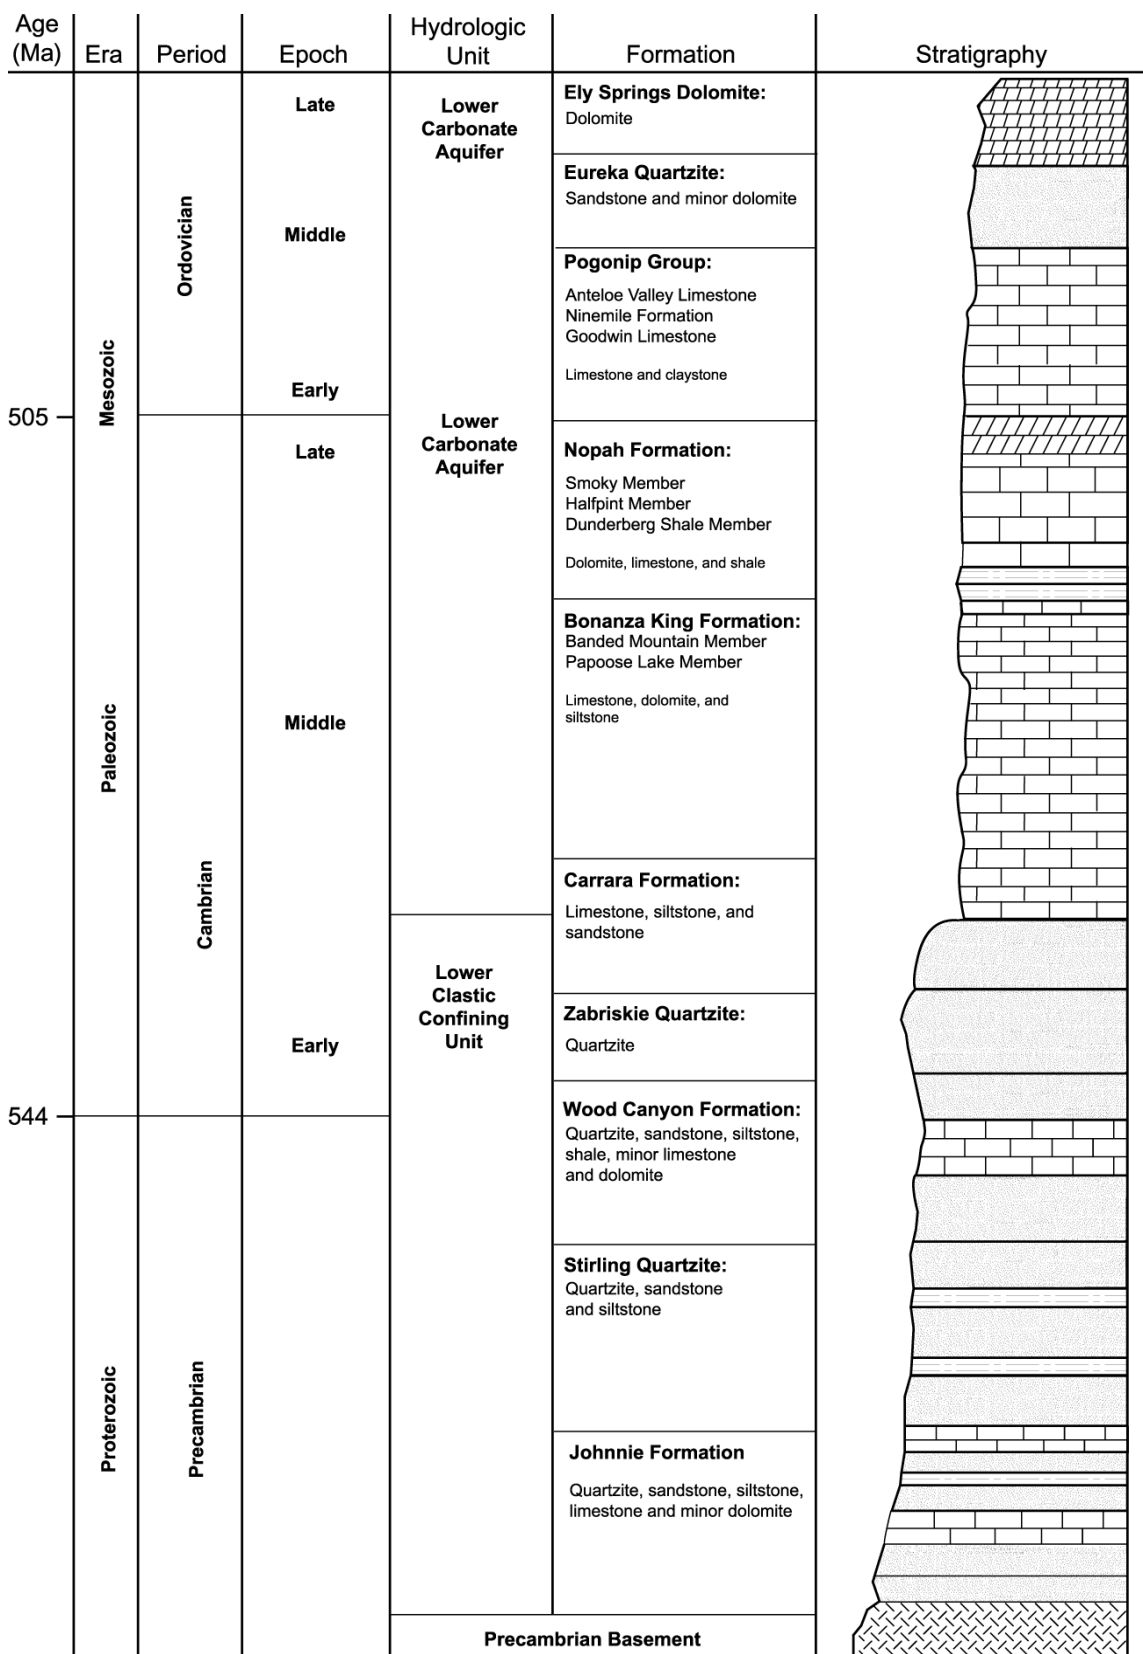 Age
(Ma)
Era
Period
Epoch
Hydrologic
Unit
Formation
Stratigraphy
505
544
Mesozoic
Paleozoic
Proterozoic
Ordovician
Cambrian
Precambrian
Late
Middle
Early
Late
Middle
Early
Lower
Carbonate
Aquifer
Lower
Carbonate
Aquifer
Lower
Clastic
Confining
Unit
Ely Springs Dolomite:
Dolomite
Eureka Quartzite:
Sandstone and minor dolomite
Pogonip Group:
Anteloe Valley Limestone
Ninemile Formation
Goodwin Limestone
Limestone and claystone
Nopah Formation:
Smoky Member
Halfpint Member
Dunderberg Shale Member
Dolomite, limestone, and shale
Bonanza King Formation:
Banded Mountain Member
Papoose Lake Member
Limestone, dolomite, and
siltstone
Carrara Formation:
Limestone, siltstone, and
sandstone
Zabriskie Quartzite:
Quartzite
Wood Canyon Formation:
Quartzite, sandstone, siltstone,
shale, minor limestone
and dolomite
Stirling Quartzite:
Quartzite, sandstone
and siltstone
Johnnie Formation
Quartzite, sandstone, siltstone,
limestone and minor dolomite
Precambrian Basement